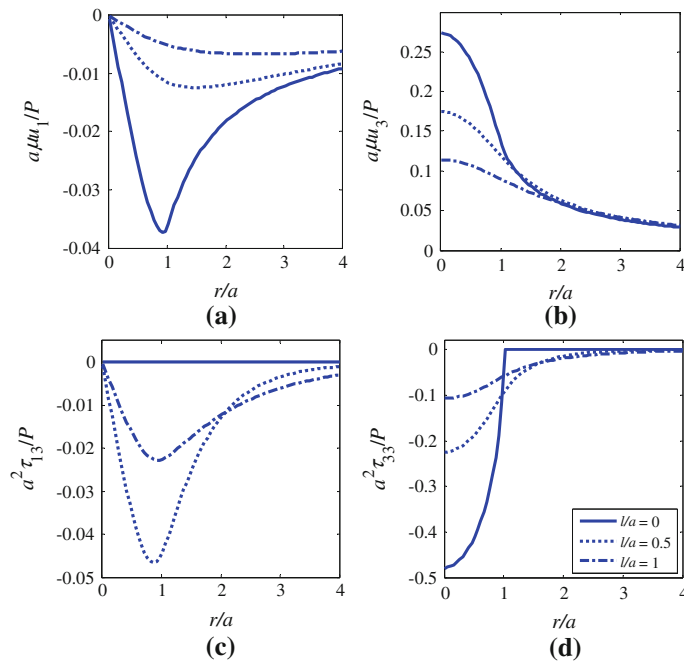 0
-0.01
-0.02
-0.03
-0.04
aμu₁/P
0 1 2 3 4
r/a
(a)
0.25
0.2
0.15
0.1
0.05
0
aμu₃/P
0 1 2 3 4
r/a
(b)
0
-0.01
-0.02
-0.03
-0.04
-0.05
a²τ₁₃/P
0 1 2 3 4
r/a
(c)
0
-0.1
-0.2
-0.3
-0.4
-0.5
a²τ₃₃/P
l/a = 0
l/a = 0.5
l/a = 1
0 1 2 3 4
r/a
(d)